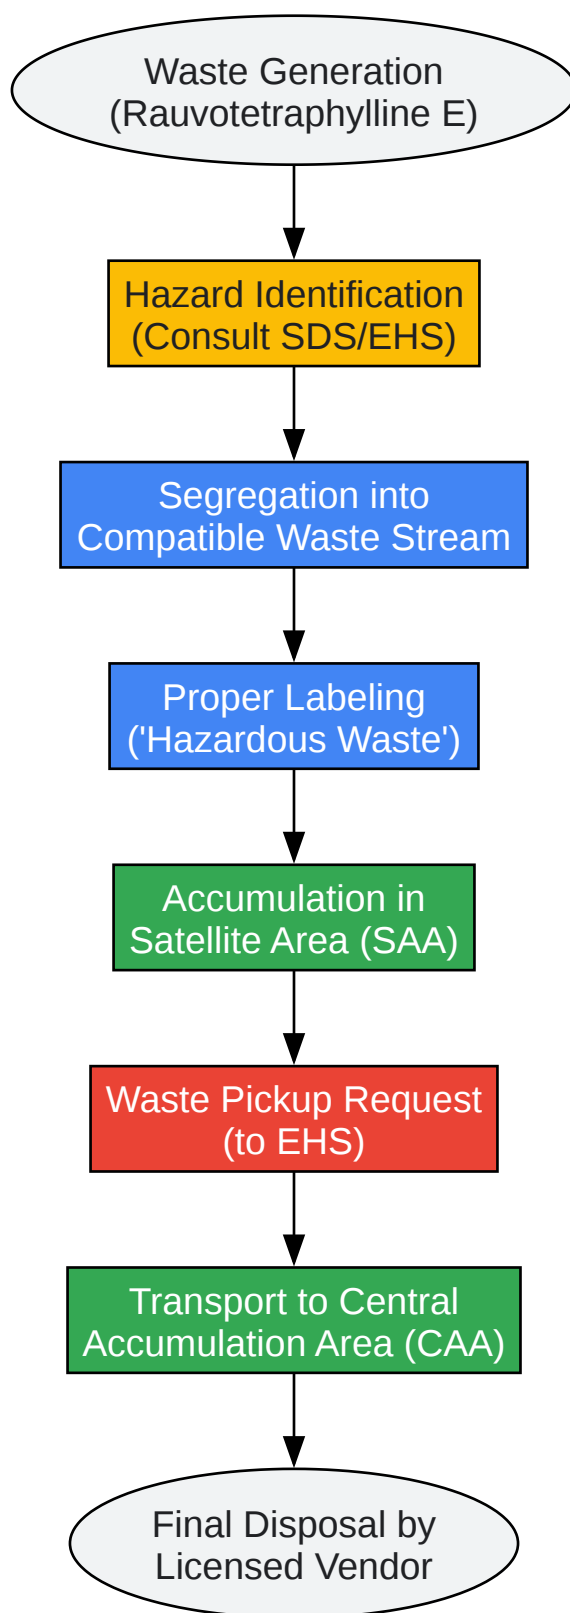 Waste Generation
(Rauvotetraphylline E)
Hazard Identification
(Consult SDS/EHS)
Segregation into
Compatible Waste Stream
Proper Labeling
('Hazardous Waste')
Accumulation in
Satellite Area (SAA)
Waste Pickup Request
(to EHS)
Transport to Central
Accumulation Area (CAA)
Final Disposal by
Licensed Vendor